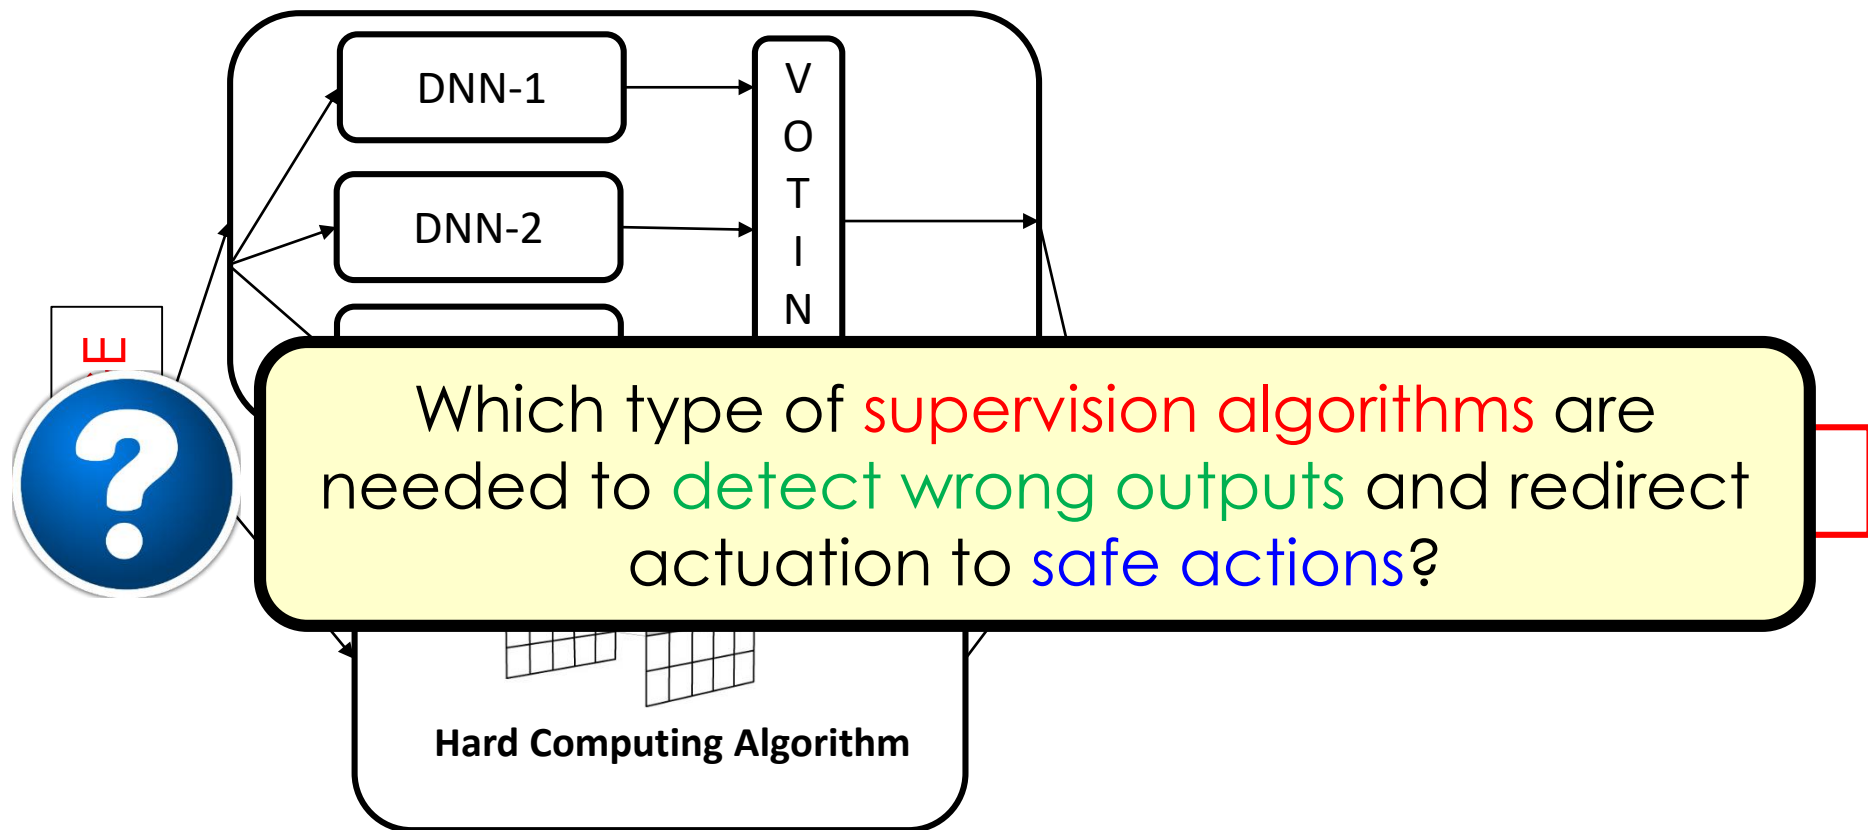 DNN-1
DNN-2
V
O
T
I
N
Which type of supervision algorithms are
needed to detect wrong outputs and redirect
actuation to safe actions?
Hard Computing Algorithm